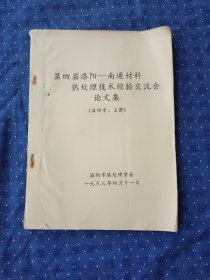 第四届洛阳—南通材料
热处理技术经验交流会
论文集
(洛阳市,上册)
洛阳市热处理学会
一九九三年四月十一日